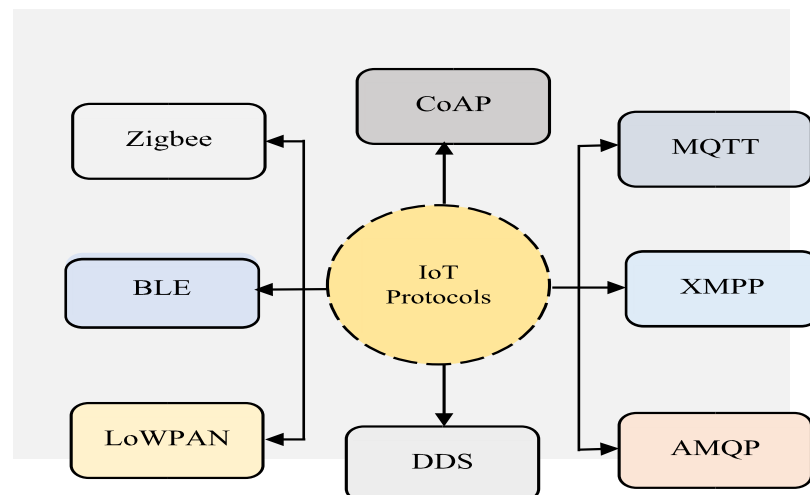 CoAP
Zigbee
MQTT
IoT
Protocols
BLE
XMPP
LoWPAN
DDS
AMQP